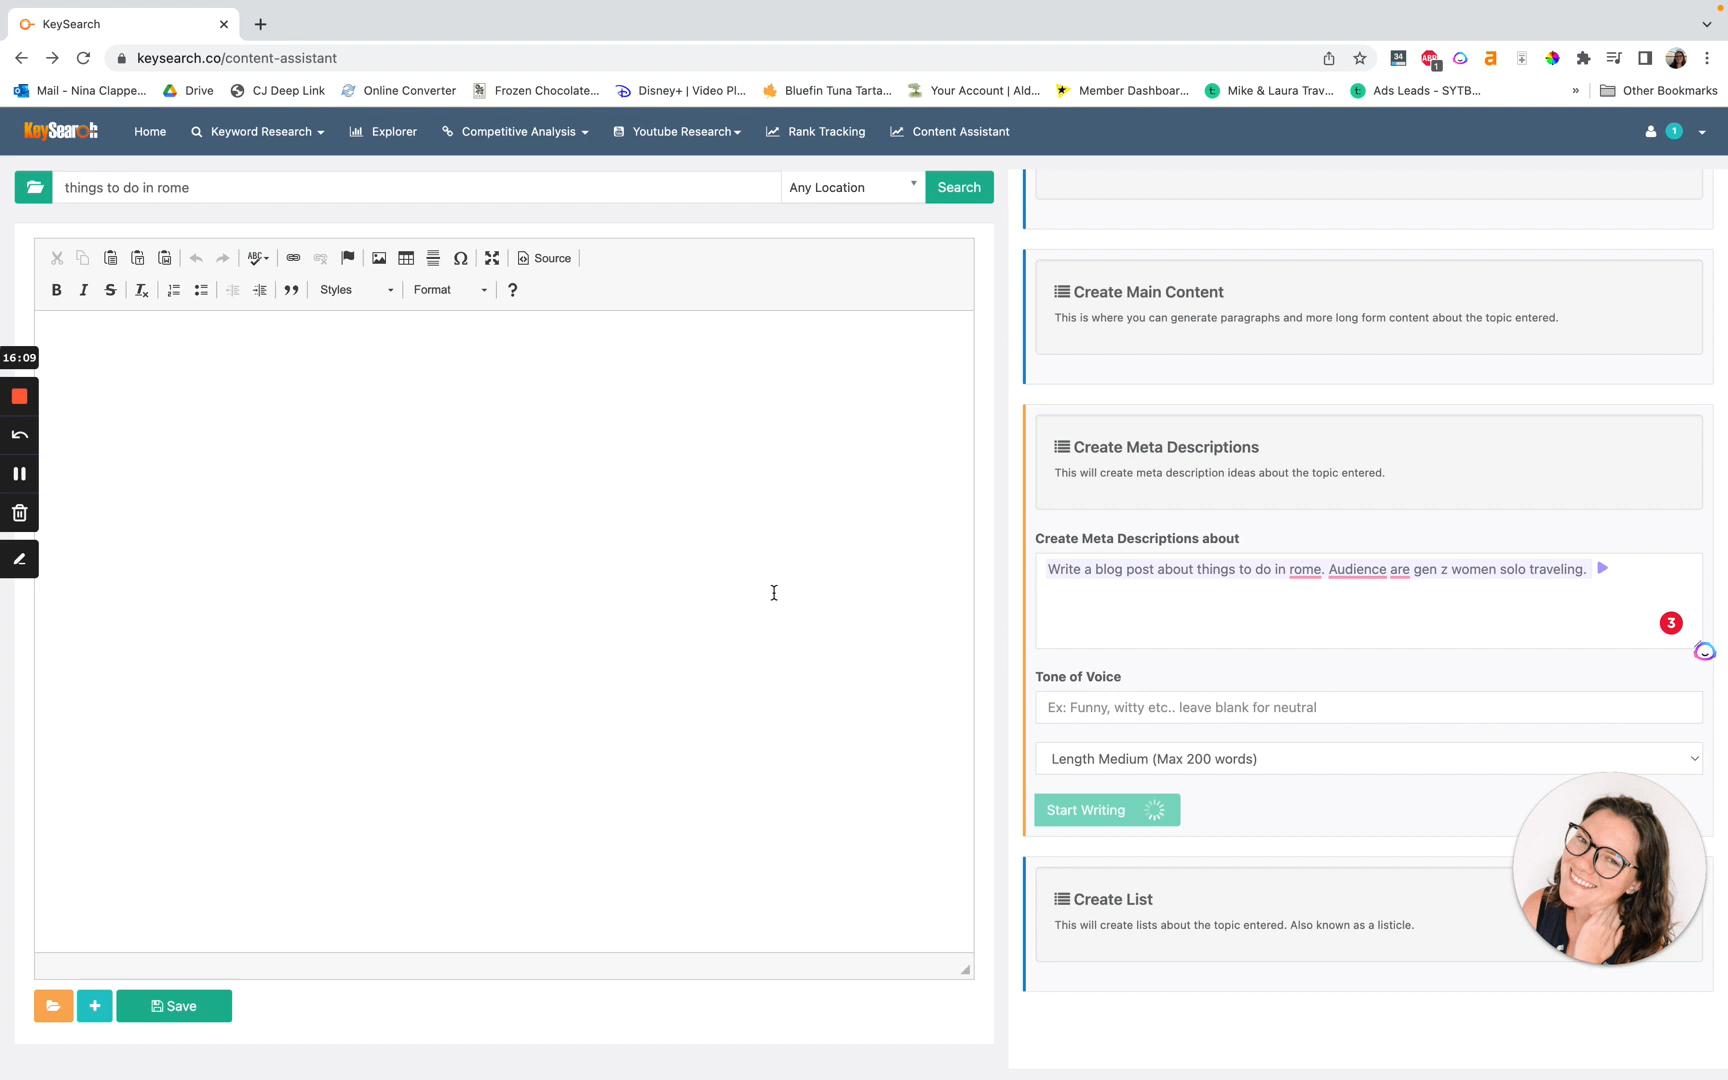 KeySearch
keysearch.co/content-assistant
34
ABP
1
Mail - Nina Clappe...
Drive
CJ Deep Link
Online Converter
Frozen Chocolate...
Disney+ | Video Pl...
Bluefin Tuna Tarta...
Your Account | Ald...
Member Dashboar...
Mike & Laura Trav...
Ads Leads - SYTB...
»
Other Bookmarks
KeySearch
Home
Keyword Research
Explorer
Competitive Analysis
Youtube Research
Rank Tracking
Content Assistant
1
things to do in rome
Any Location
Search
ABC
Source
B I S Tx
Styles
Format
?
16:09
Save
Create Main Content
This is where you can generate paragraphs and more long form content about the topic entered.
Create Meta Descriptions
This will create meta description ideas about the topic entered.
Create Meta Descriptions about
Write a blog post about things to do in rome. Audience are gen z women solo traveling.
3
Tone of Voice
Ex: Funny, witty etc.. leave blank for neutral
Length Medium (Max 200 words)
Start Writing
Create List
This will create lists about the topic entered. Also known as a listicle.